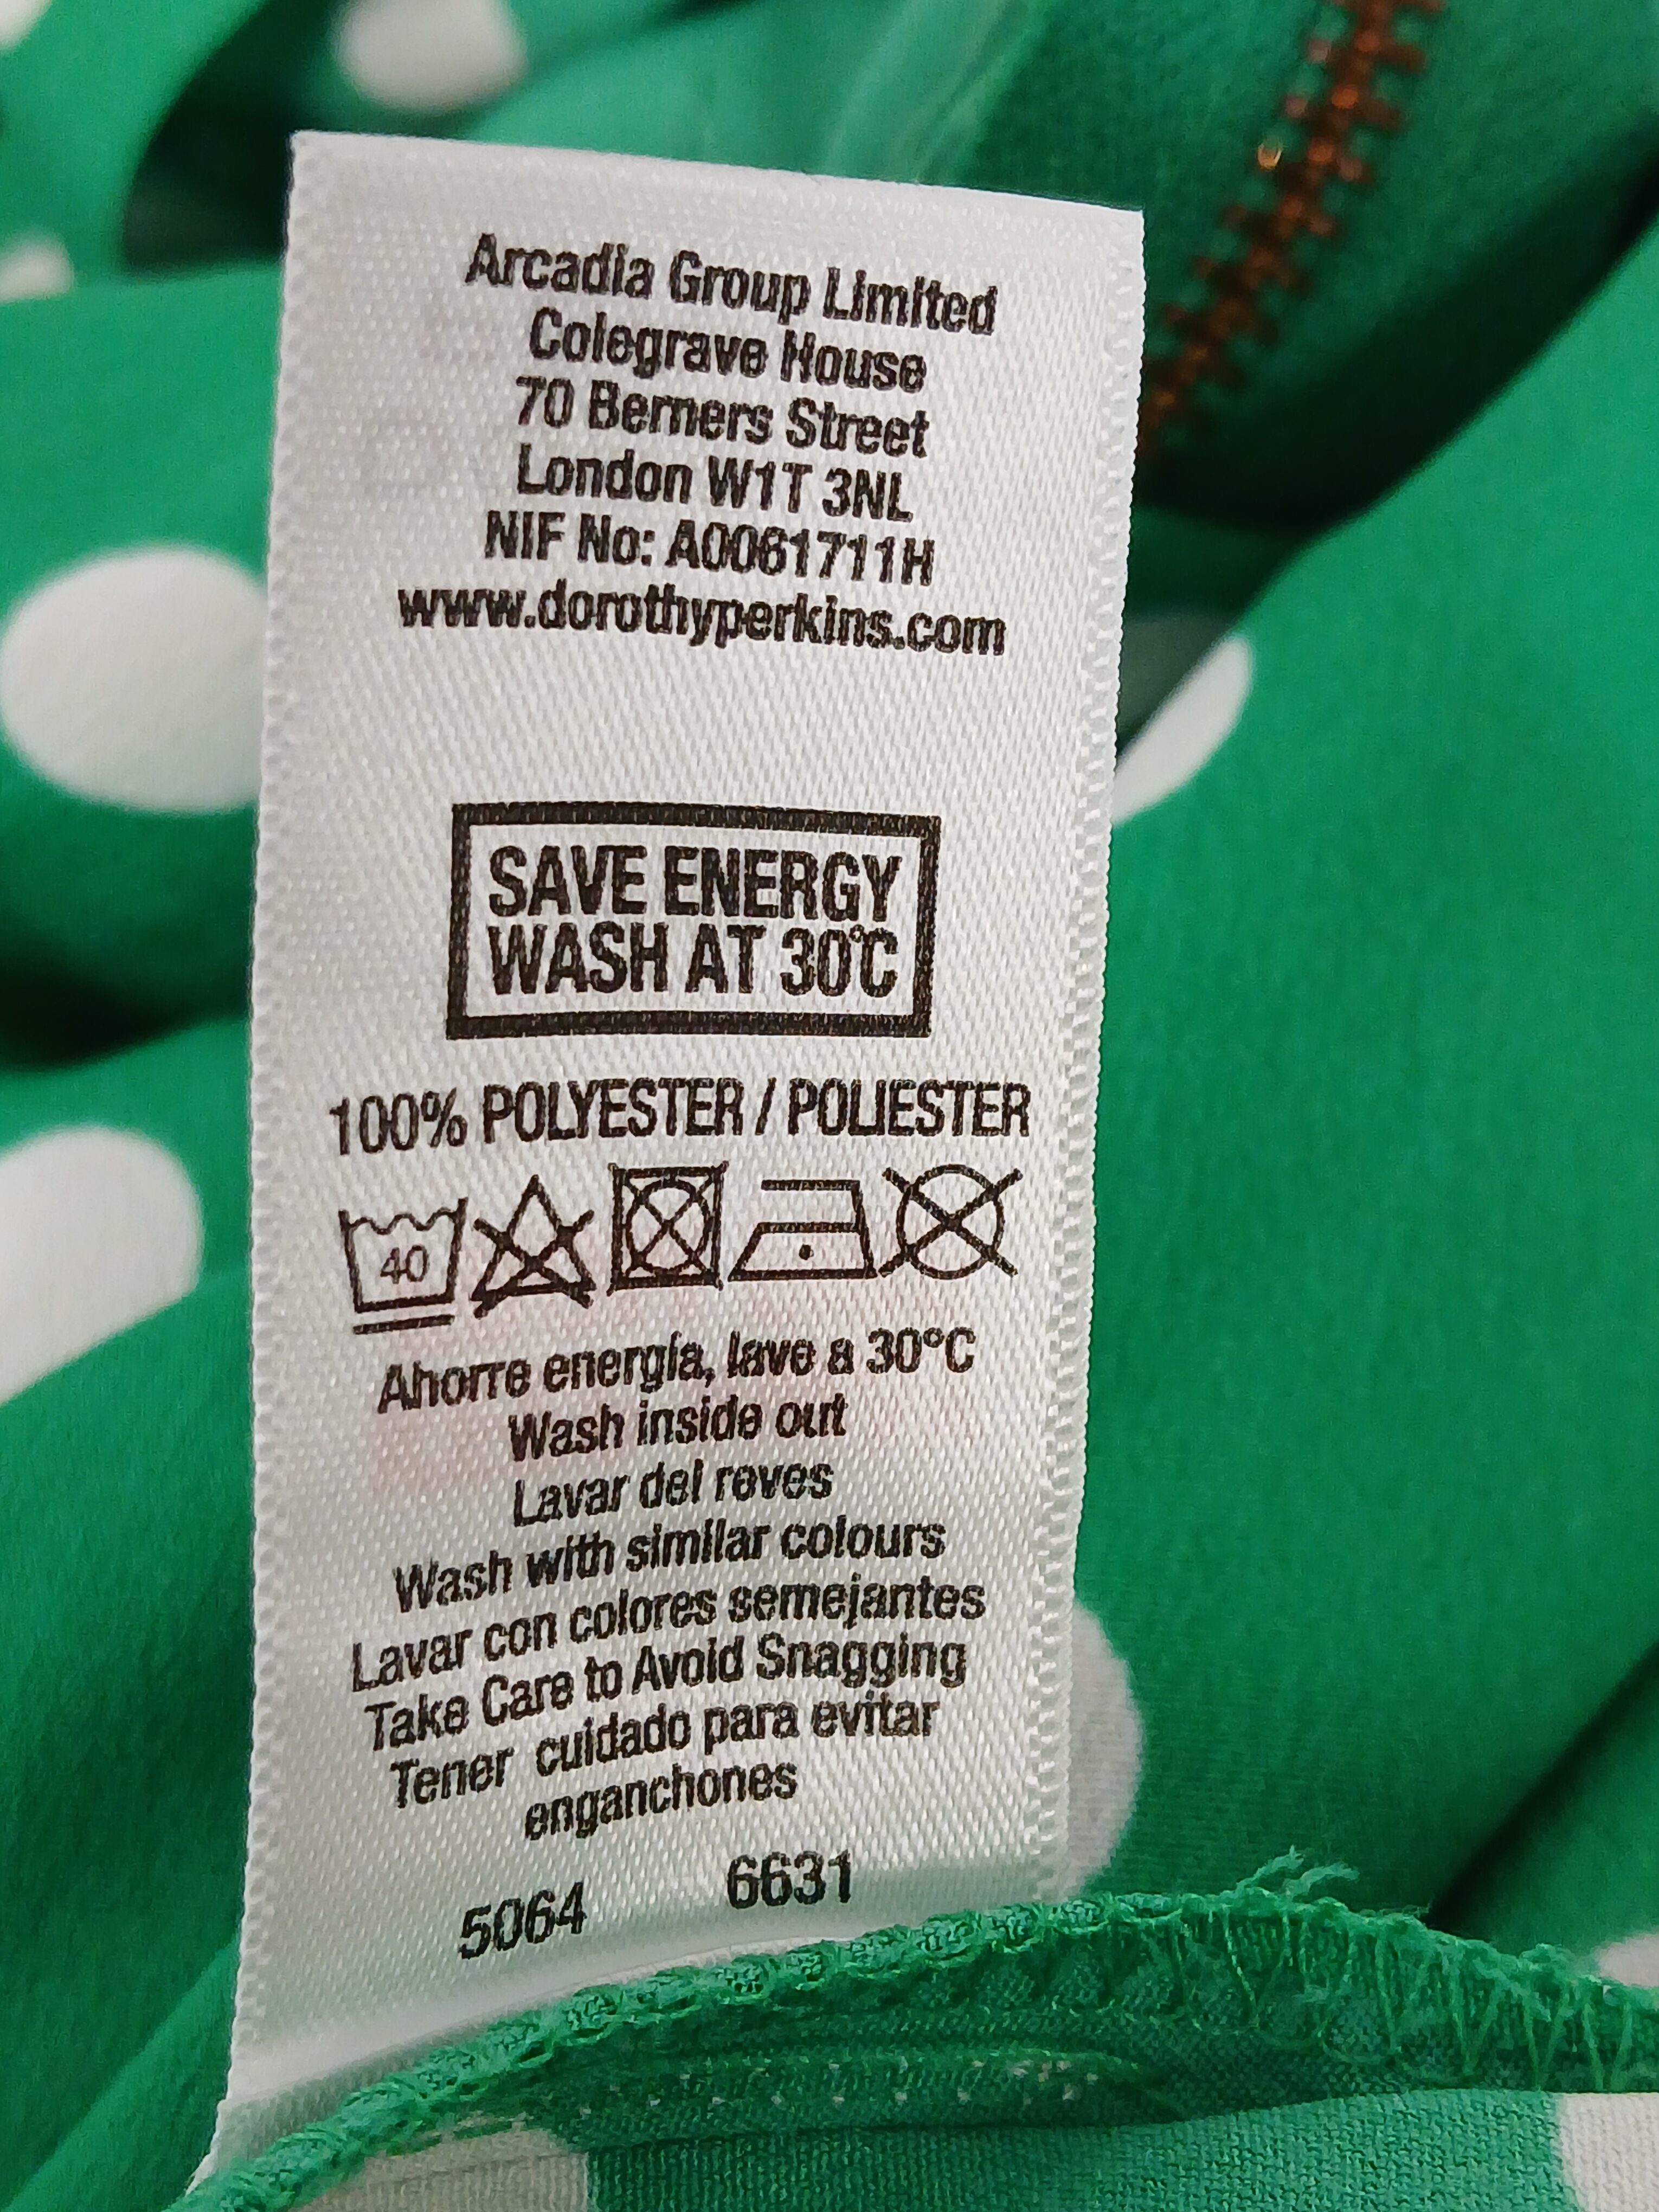 Arcadia Group Limited
Colegrave House
70 Berners Street
London W1T 3NL
NIF No: A0061711H
www.dorothyperkins.com
SAVE ENERGY
WASH AT 30°C
100% POLYESTER / POLIESTER
40
Ahorre energía, lave a 30°C
Wash inside out
Lavar del reves
Wash with similar colours
Lavar con colores semejantes
Take Care to Avoid Snagging
Tener cuidado para evitar
enganchones
5064 6631